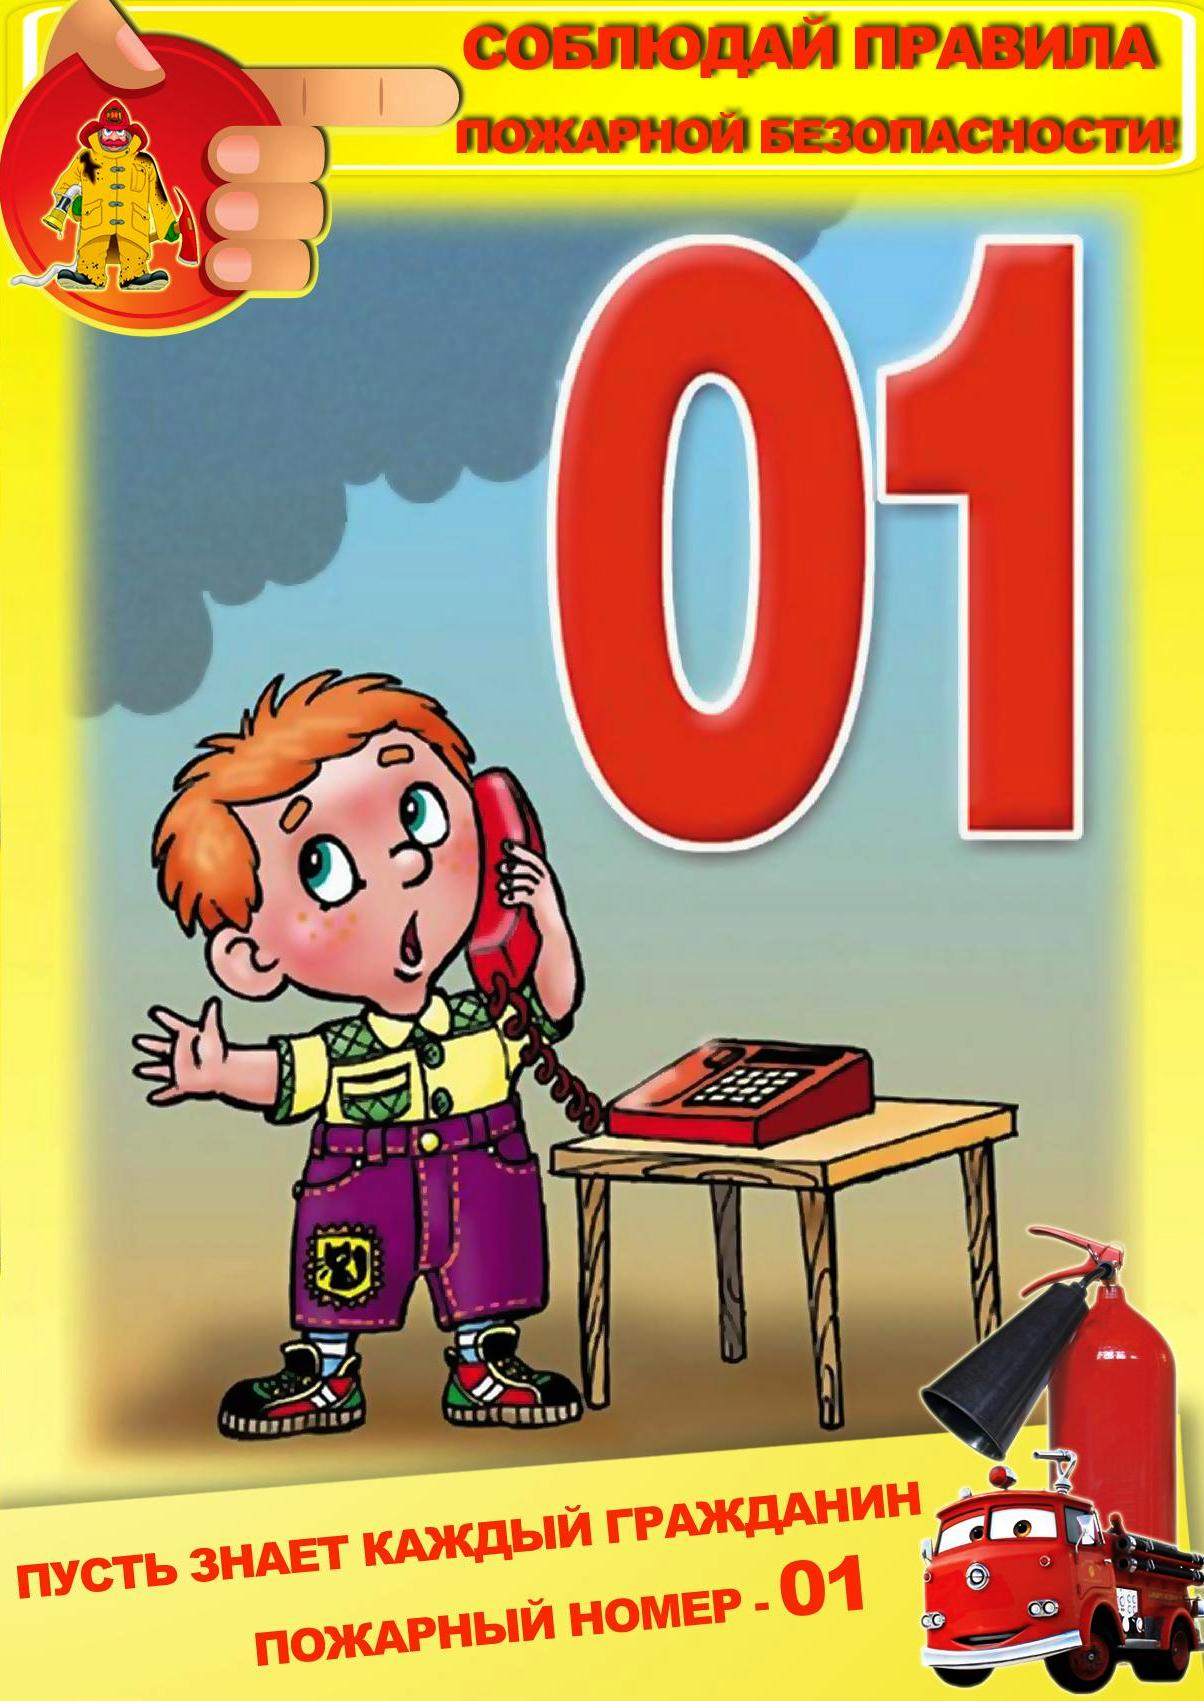 СОБЛЮДАЙ ПРАВИЛА
ПОЖАРНОЙ БЕЗОПАСНОСТИ!
01
ПУСТЬ ЗНАЕТ КАЖДЫЙ ГРАЖДАНИН
ПОЖАРНЫЙ НОМЕР - 01